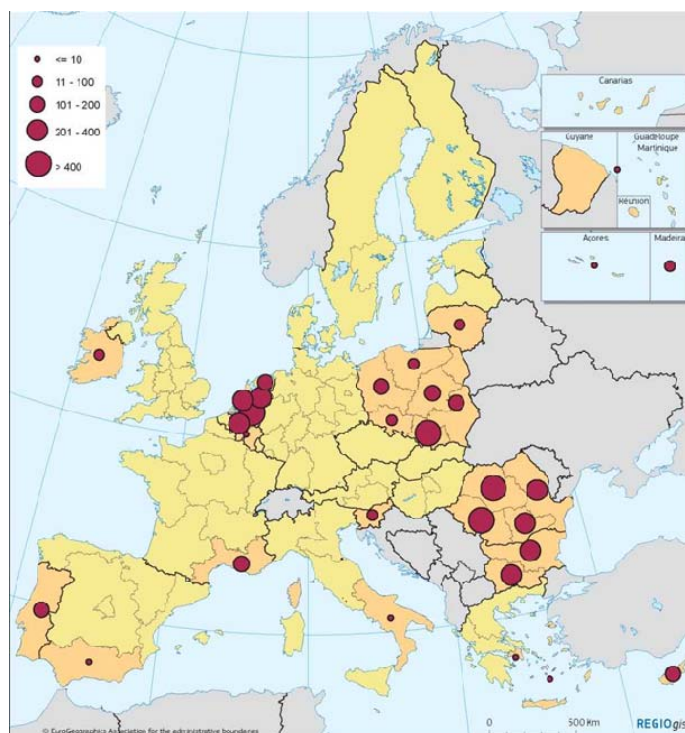 <= 10
11 - 100
101 - 200
201 - 400
> 400
Canarias
Guyane
Guadeloupe
Martinique
Réunion
Açores
Madeira
0
500 Km
REGIOgis
© EuroGeographics Association for the administrative boundaries